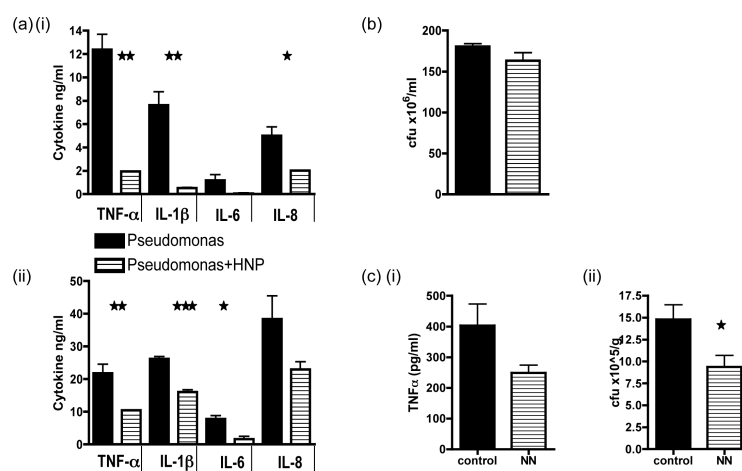 (a) (i)
Cytokine ng/ml
14
12
10
8
6
4
2
0
TNF-α IL-1β IL-6 IL-8
Pseudomonas
Pseudomonas+HNP
(b)
cfu x10⁶/ml
200
150
100
50
0
(ii)
Cytokine ng/ml
50
40
30
20
10
0
TNF-α IL-1β IL-6 IL-8
(c) (i)
TNFα (pg/ml)
500
400
300
200
100
0
control NN
(ii)
cfu x10^5/g
17.5
15.0
12.5
10.0
7.5
5.0
2.5
0.0
control NN